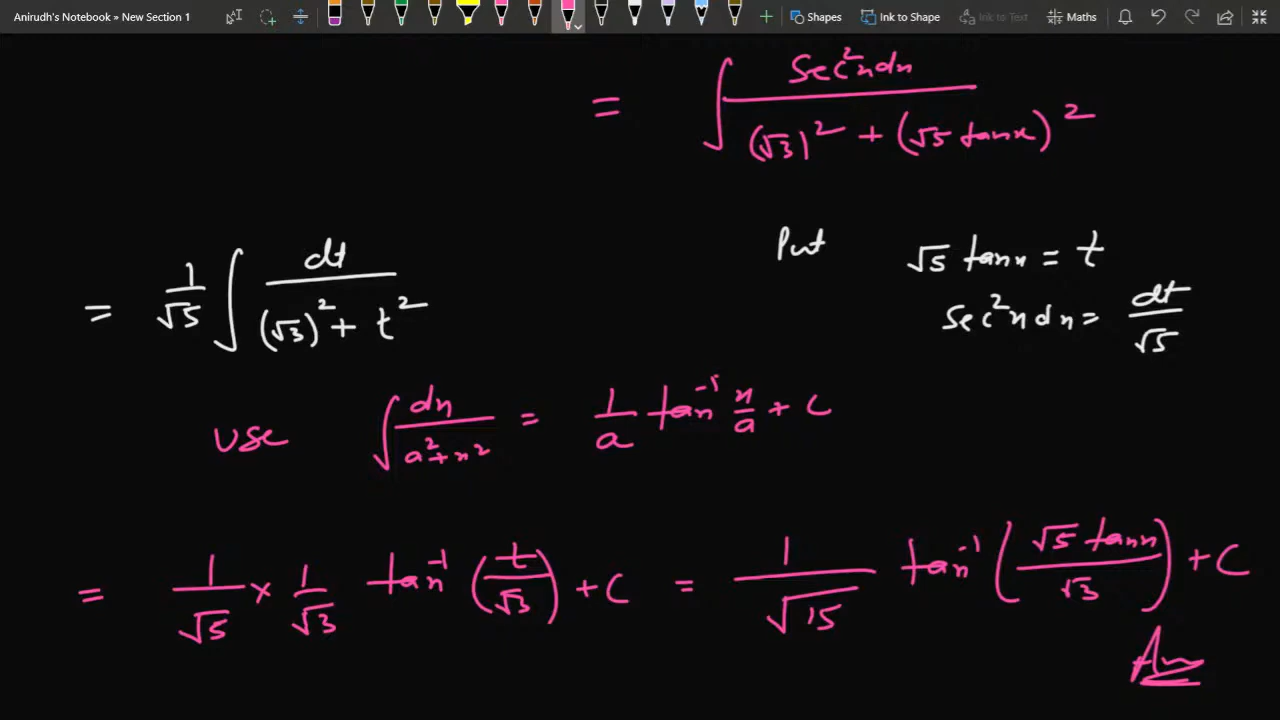 Anirudh's Notebook » New Section 1
Shapes Ink to Shape Ink to Text Maths
= ∫ sec²x dx / ((√3)² + (√5 tanx)²)
Put √5 tanx = t
sec²x dx = dt/√5
= 1/√5 ∫ dt / ((√3)² + t²)
use ∫ dx/(a²+x²) = 1/a tan⁻¹ x/a + C
= 1/√5 × 1/√3 tan⁻¹ (t/√3) + C = 1/√15 tan⁻¹ (√5 tanx/√3) + C
Ans